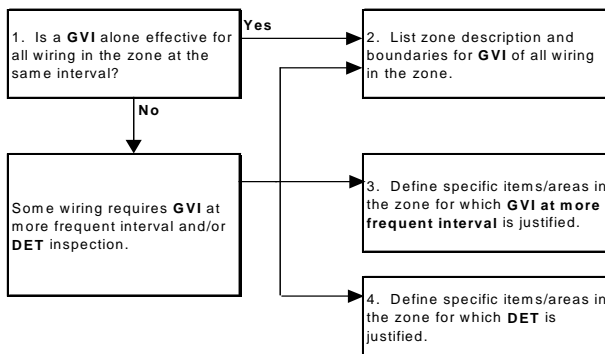 1. Is a GVI alone effective for
all wiring in the zone at the
same interval?
Yes
2. List zone description and
boundaries for GVI of all wiring
in the zone.
No
Some wiring requires GVI at
more frequent interval and/or
DET inspection.
3. Define specific items/areas in
the zone for which GVI at more
frequent interval is justified.
4. Define specific items/areas in
the zone for which DET is
justified.